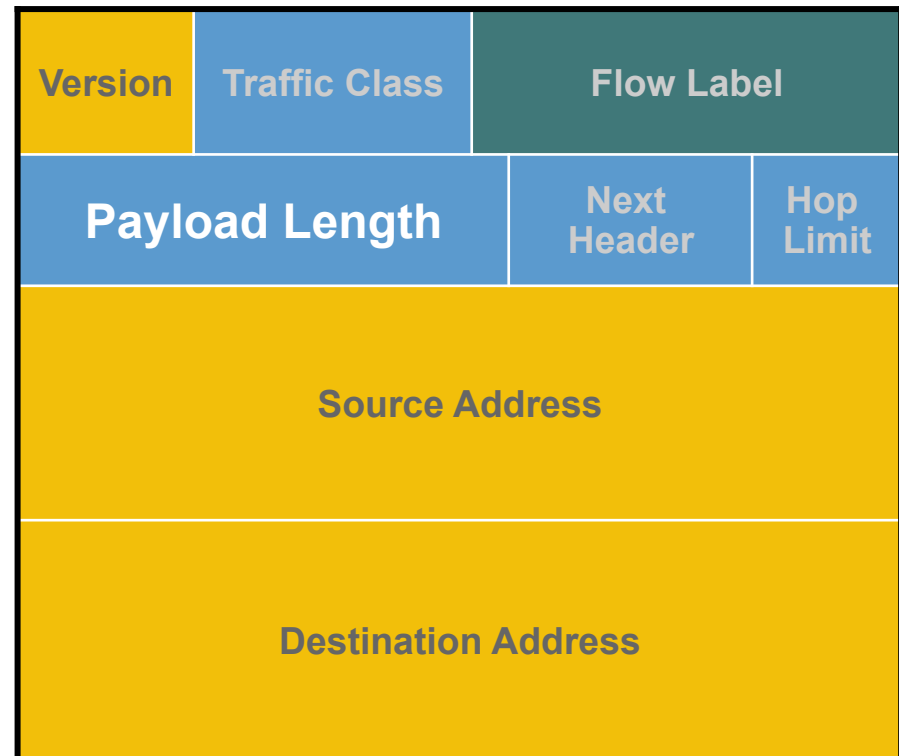 Version Traffic Class Flow Label
Payload Length
Next
Header
Hop
Limit
Source Address
Destination Address